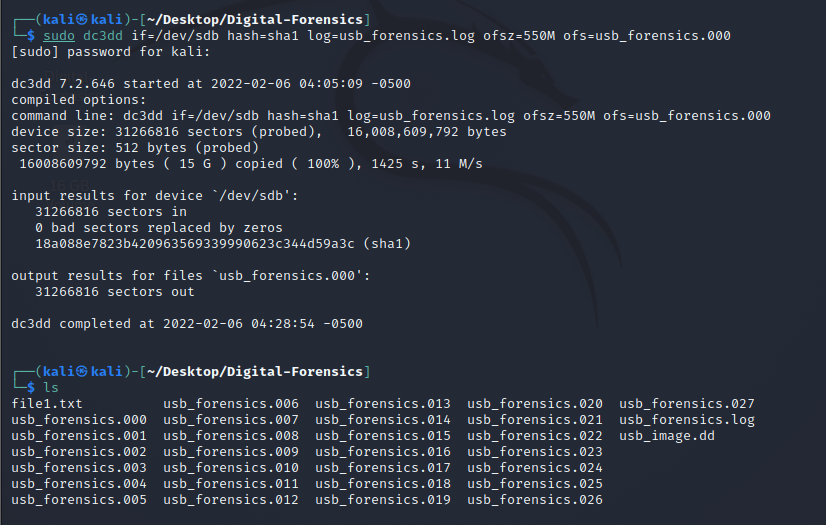 ┌──(kali㉿kali)-[~/Desktop/Digital-Forensics]
└─$ sudo dc3dd if=/dev/sdb hash=sha1 log=usb_forensics.log ofsz=550M ofs=usb_forensics.000
[sudo] password for kali:

dc3dd 7.2.646 started at 2022-02-06 04:05:09 -0500
compiled options:
command line: dc3dd if=/dev/sdb hash=sha1 log=usb_forensics.log ofsz=550M ofs=usb_forensics.000
device size: 31266816 sectors (probed),   16,008,609,792 bytes
sector size: 512 bytes (probed)
 16008609792 bytes ( 15 G ) copied ( 100% ), 1425 s, 11 M/s

input results for device `/dev/sdb':
   31266816 sectors in
   0 bad sectors replaced by zeros
   18a088e7823b420963569339990623c344d59a3c (sha1)

output results for files `usb_forensics.000':
   31266816 sectors out

dc3dd completed at 2022-02-06 04:28:54 -0500

┌──(kali㉿kali)-[~/Desktop/Digital-Forensics]
└─$ ls
file1.txt          usb_forensics.006  usb_forensics.013  usb_forensics.020  usb_forensics.027
usb_forensics.000  usb_forensics.007  usb_forensics.014  usb_forensics.021  usb_forensics.log
usb_forensics.001  usb_forensics.008  usb_forensics.015  usb_forensics.022  usb_image.dd
usb_forensics.002  usb_forensics.009  usb_forensics.016  usb_forensics.023
usb_forensics.003  usb_forensics.010  usb_forensics.017  usb_forensics.024
usb_forensics.004  usb_forensics.011  usb_forensics.018  usb_forensics.025
usb_forensics.005  usb_forensics.012  usb_forensics.019  usb_forensics.026